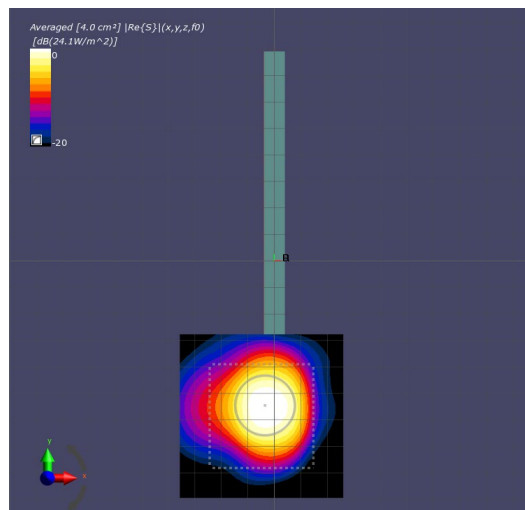 Averaged [4.0 cm²] |Re{S}|(x,y,z,f0)
[dB(24.1W/m^2)]
0
-20
y
x